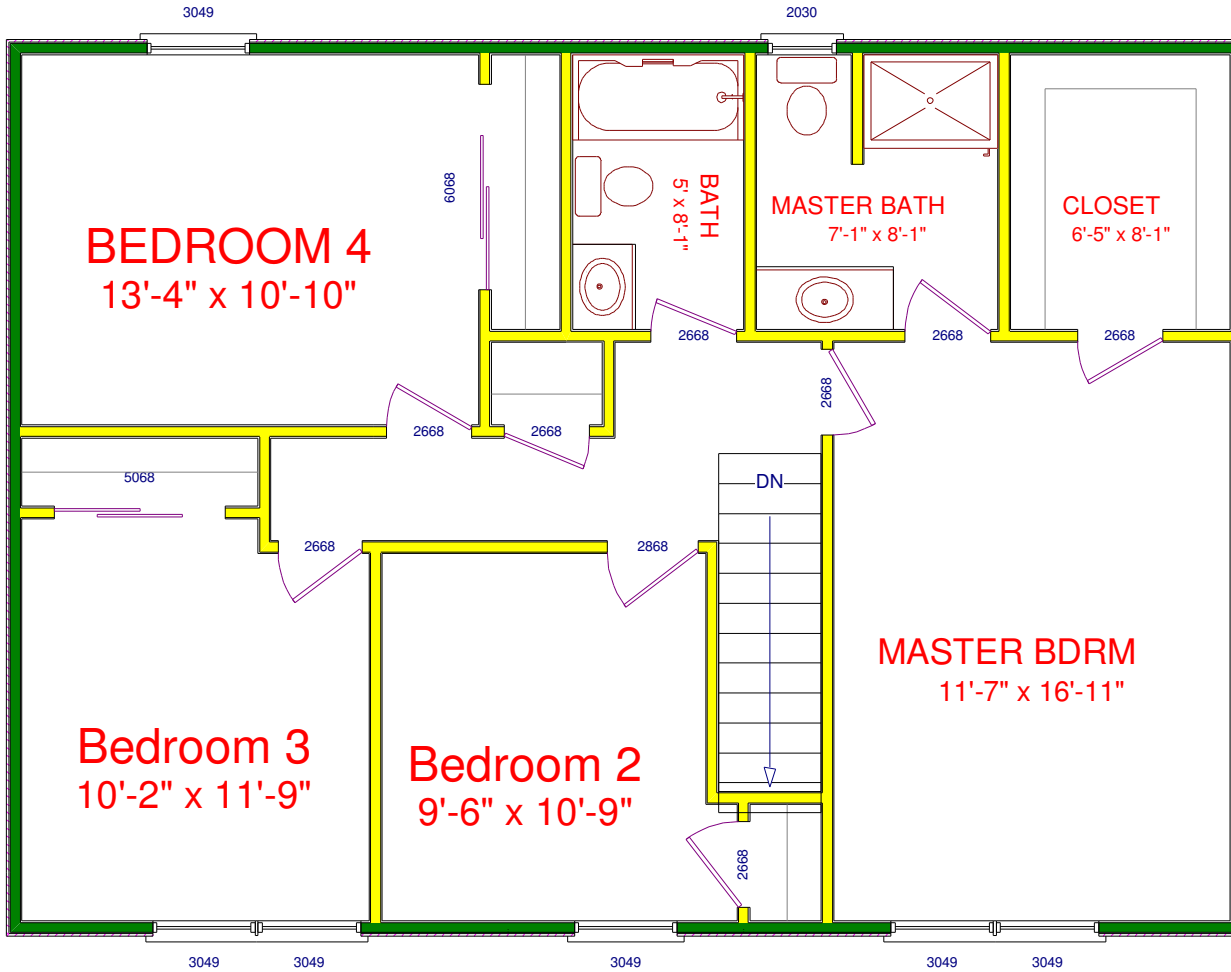 3049
2030
BEDROOM 4
13'-4" x 10'-10"
6068
BATH
5' x 8'-1"
MASTER BATH
7'-1" x 8'-1"
CLOSET
6'-5" x 8'-1"
2668
2668
2668
2668
2668
2668
5068
DN
2668
2868
MASTER BDRM
11'-7" x 16'-11"
Bedroom 3
10'-2" x 11'-9"
Bedroom 2
9'-6" x 10'-9"
2668
3049
3049
3049
3049
3049